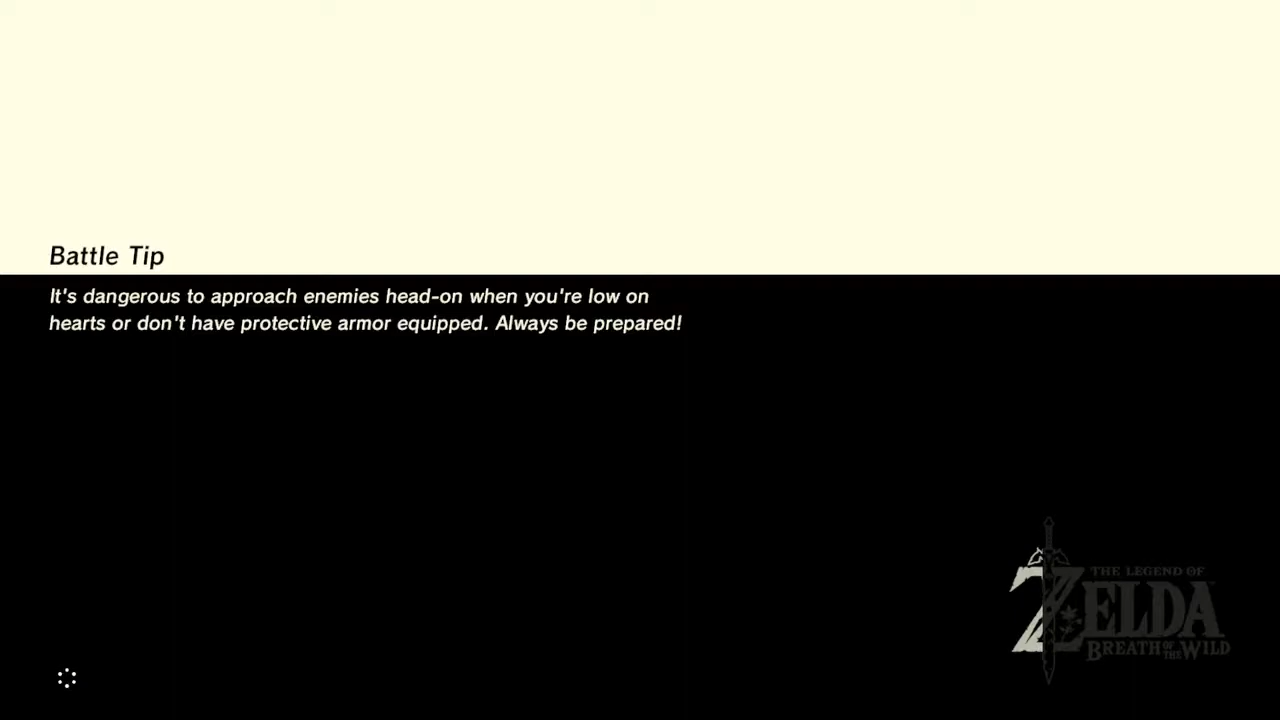 Battle Tip
It's dangerous to approach enemies head-on when you're low on
hearts or don't have protective armor equipped. Always be prepared!
THE LEGEND OF
ZELDA
BREATH OF THE WILD